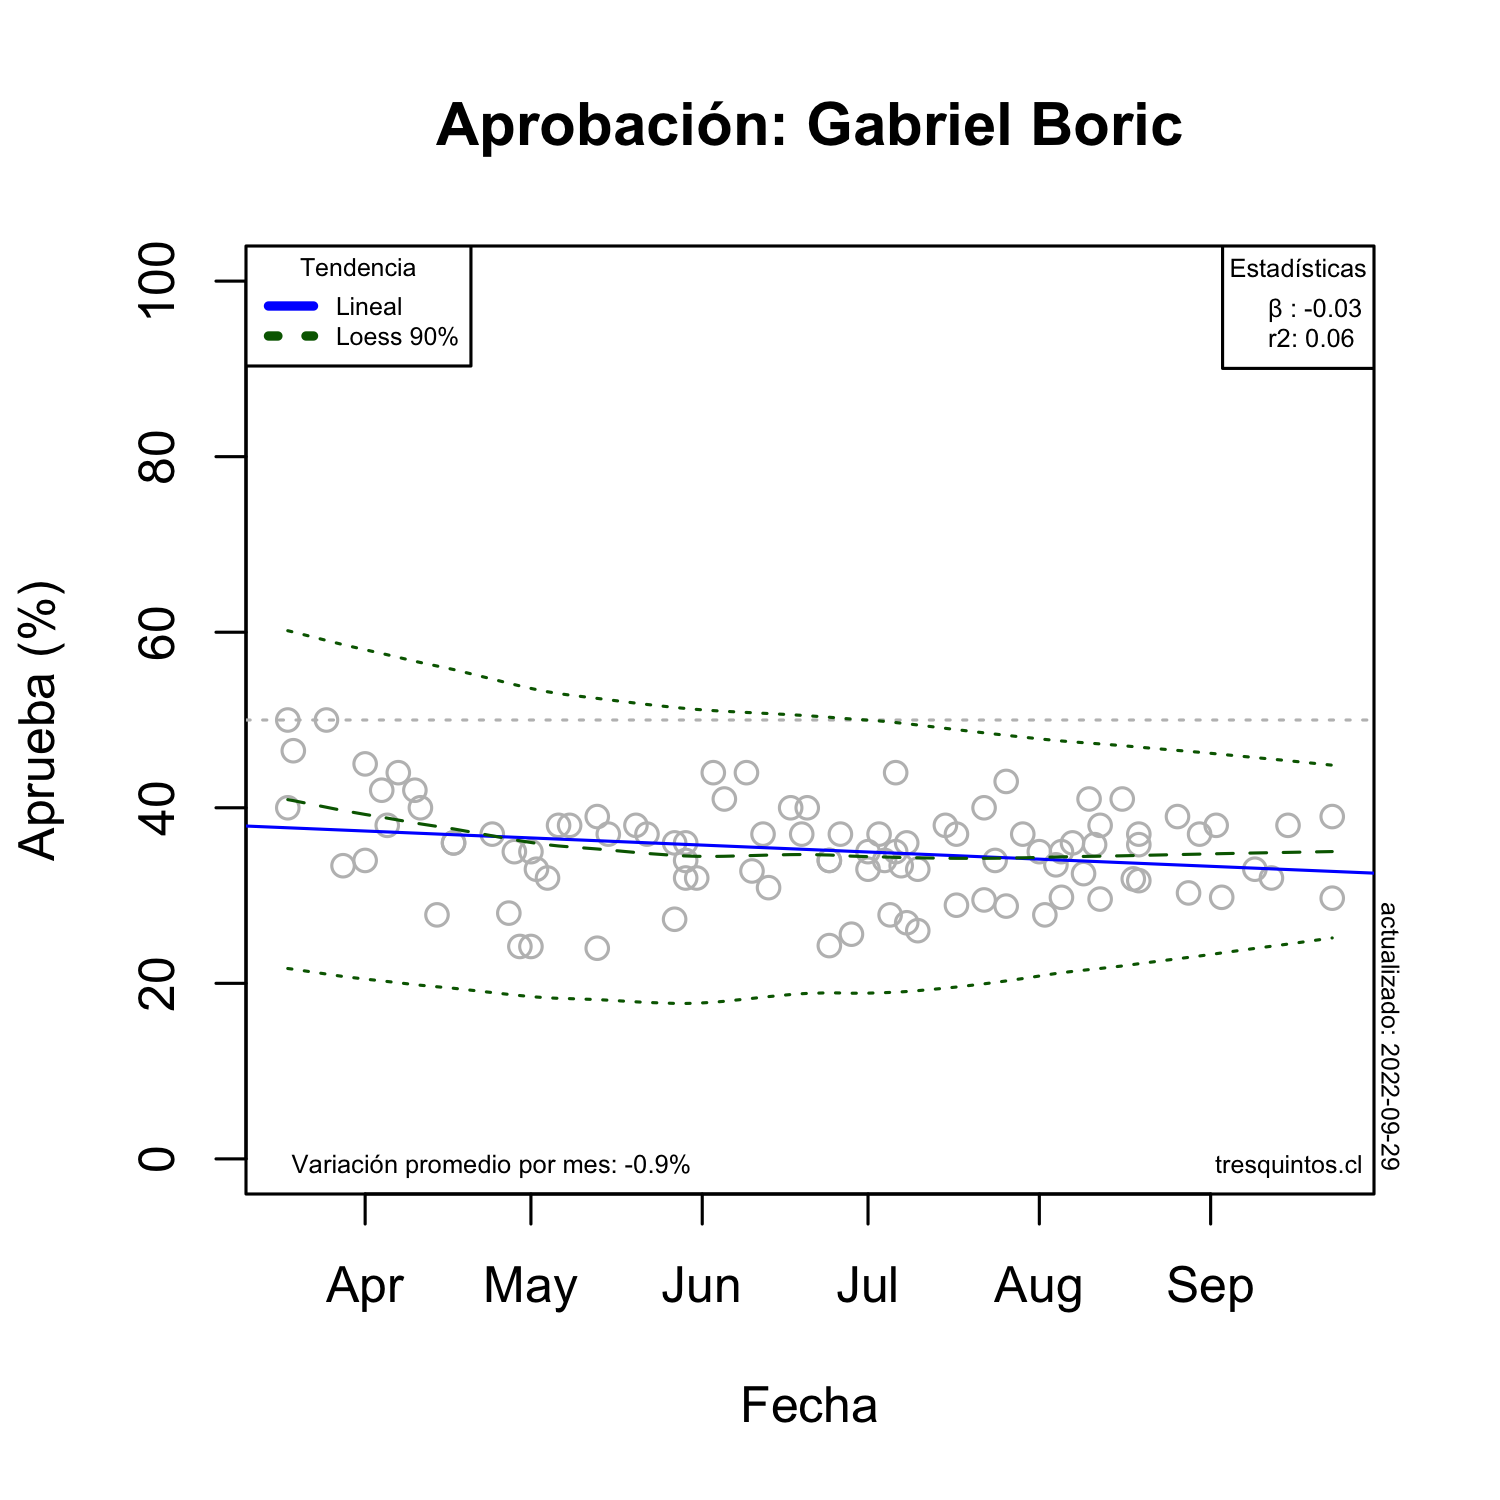 Aprobación: Gabriel Boric
Tendencia
Lineal
Loess 90%
Estadísticas
β : -0.03
r2: 0.06
Aprueba (%)
100
80
60
40
20
0
Variación promedio por mes: -0.9%
tresquintos.cl
actualizado: 2022-09-29
Apr
May
Jun
Jul
Aug
Sep
Fecha